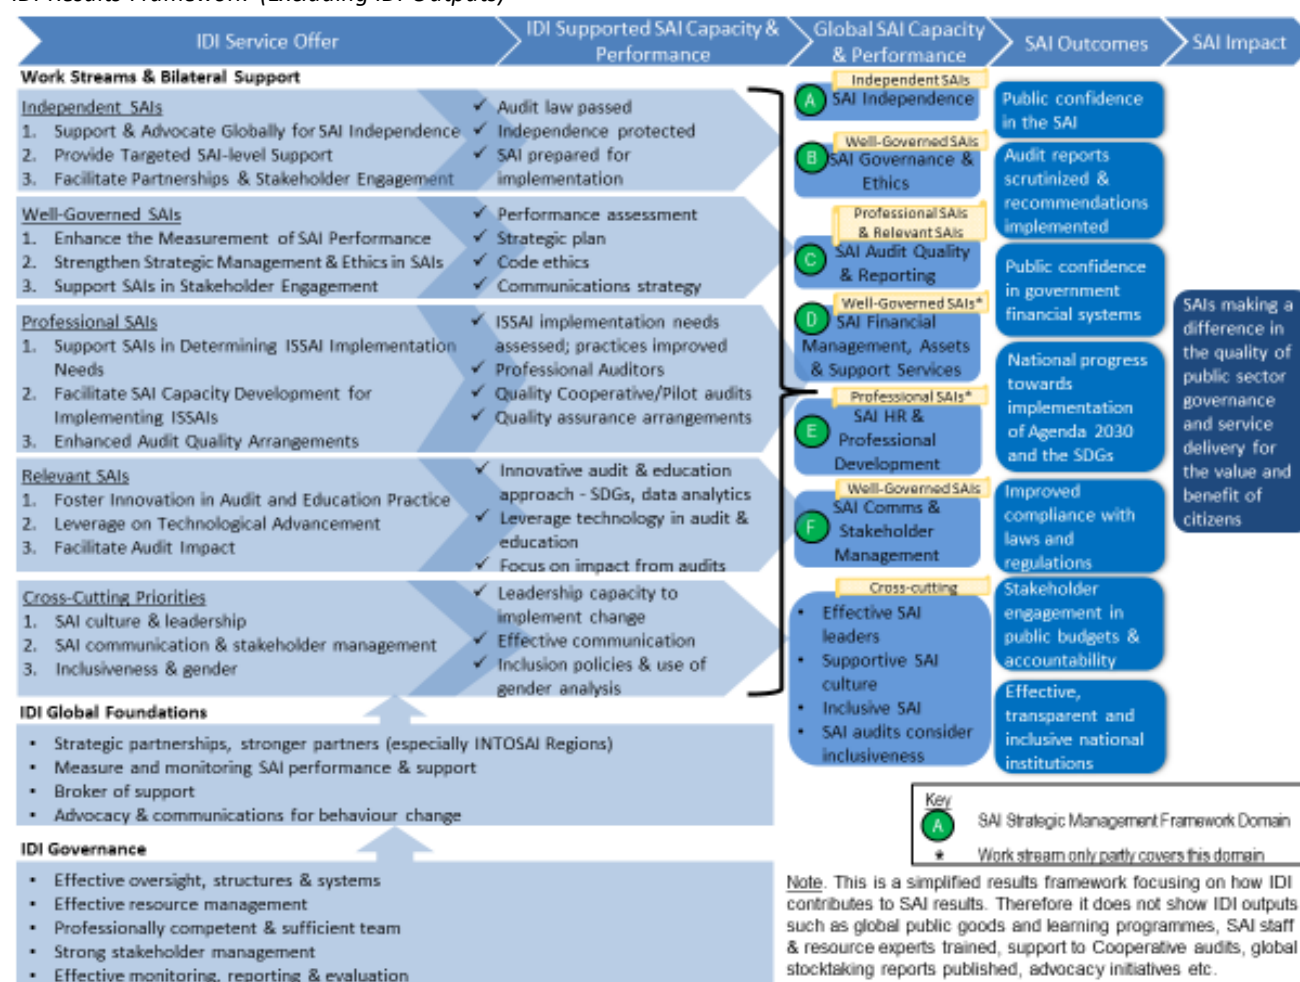 IDI Results Framework (Excluding IDI Outputs)
IDI Service Offer
IDI Supported SAI Capacity &
Performance
Global SAI Capacity
& Performance
SAI Outcomes
SAI Impact
Work Streams & Bilateral Support
Independent SAIs
1. Support & Advocate Globally for SAI Independence
2. Provide Targeted SAI-level Support
3. Facilitate Partnerships & Stakeholder Engagement
✓ Audit law passed
✓ Independence protected
✓ SAI prepared for
implementation
Well-Governed SAIs
1. Enhance the Measurement of SAI Performance
2. Strengthen Strategic Management & Ethics in SAIs
3. Support SAIs in Stakeholder Engagement
✓ Performance assessment
✓ Strategic plan
✓ Code ethics
✓ Communications strategy
Professional SAIs
1. Support SAIs in Determining ISSAI Implementation
Needs
2. Facilitate SAI Capacity Development for
Implementing ISSAIs
3. Enhanced Audit Quality Arrangements
✓ ISSAI implementation needs
assessed; practices improved
✓ Professional Auditors
✓ Quality Cooperative/Pilot audits
✓ Quality assurance arrangements
Relevant SAIs
1. Foster Innovation in Audit and Education Practice
2. Leverage on Technological Advancement
3. Facilitate Audit Impact
✓ Innovative audit & education
approach - SDGs, data analytics
✓ Leverage technology in audit &
education
✓ Focus on impact from audits
Cross-Cutting Priorities
1. SAI culture & leadership
2. SAI communication & stakeholder management
3. Inclusiveness & gender
✓ Leadership capacity to
implement change
✓ Effective communication
✓ Inclusion policies & use of
gender analysis
IDI Global Foundations
• Strategic partnerships, stronger partners (especially INTOSAI Regions)
• Measure and monitoring SAI performance & support
• Broker of support
• Advocacy & communications for behaviour change
IDI Governance
• Effective oversight, structures & systems
• Effective resource management
• Professionally competent & sufficient team
• Strong stakeholder management
• Effective monitoring, reporting & evaluation
Independent SAIs
A
SAI Independence
Well-Governed SAIs
B
SAI Governance &
Ethics
Professional SAIs
& Relevant SAIs
C
SAI Audit Quality
& Reporting
Well-Governed SAIs*
D
SAI Financial
Management, Assets
& Support Services
Professional SAIs*
E
SAI HR &
Professional
Development
Well-Governed SAIs
F
SAI Comms &
Stakeholder
Management
Cross-cutting
• Effective SAI
leaders
• Supportive SAI
culture
• Inclusive SAI
• SAI audits consider
inclusiveness
Public confidence
in the SAI
Audit reports
scrutinized &
recommendations
implemented
Public confidence
in government
financial systems
National progress
towards
implementation
of Agenda 2030
and the SDGs
Improved
compliance with
laws and
regulations
Stakeholder
engagement in
public budgets &
accountability
Effective,
transparent and
inclusive national
institutions
SAIs making a
difference in
the quality of
public sector
governance
and service
delivery for
the value and
benefit of
citizens
Key
A SAI Strategic Management Framework Domain
* Work stream only partly covers this domain
Note. This is a simplified results framework focusing on how IDI
contributes to SAI results. Therefore it does not show IDI outputs
such as global public goods and learning programmes, SAI staff
& resource experts trained, support to Cooperative audits, global
stocktaking reports published, advocacy initiatives etc.